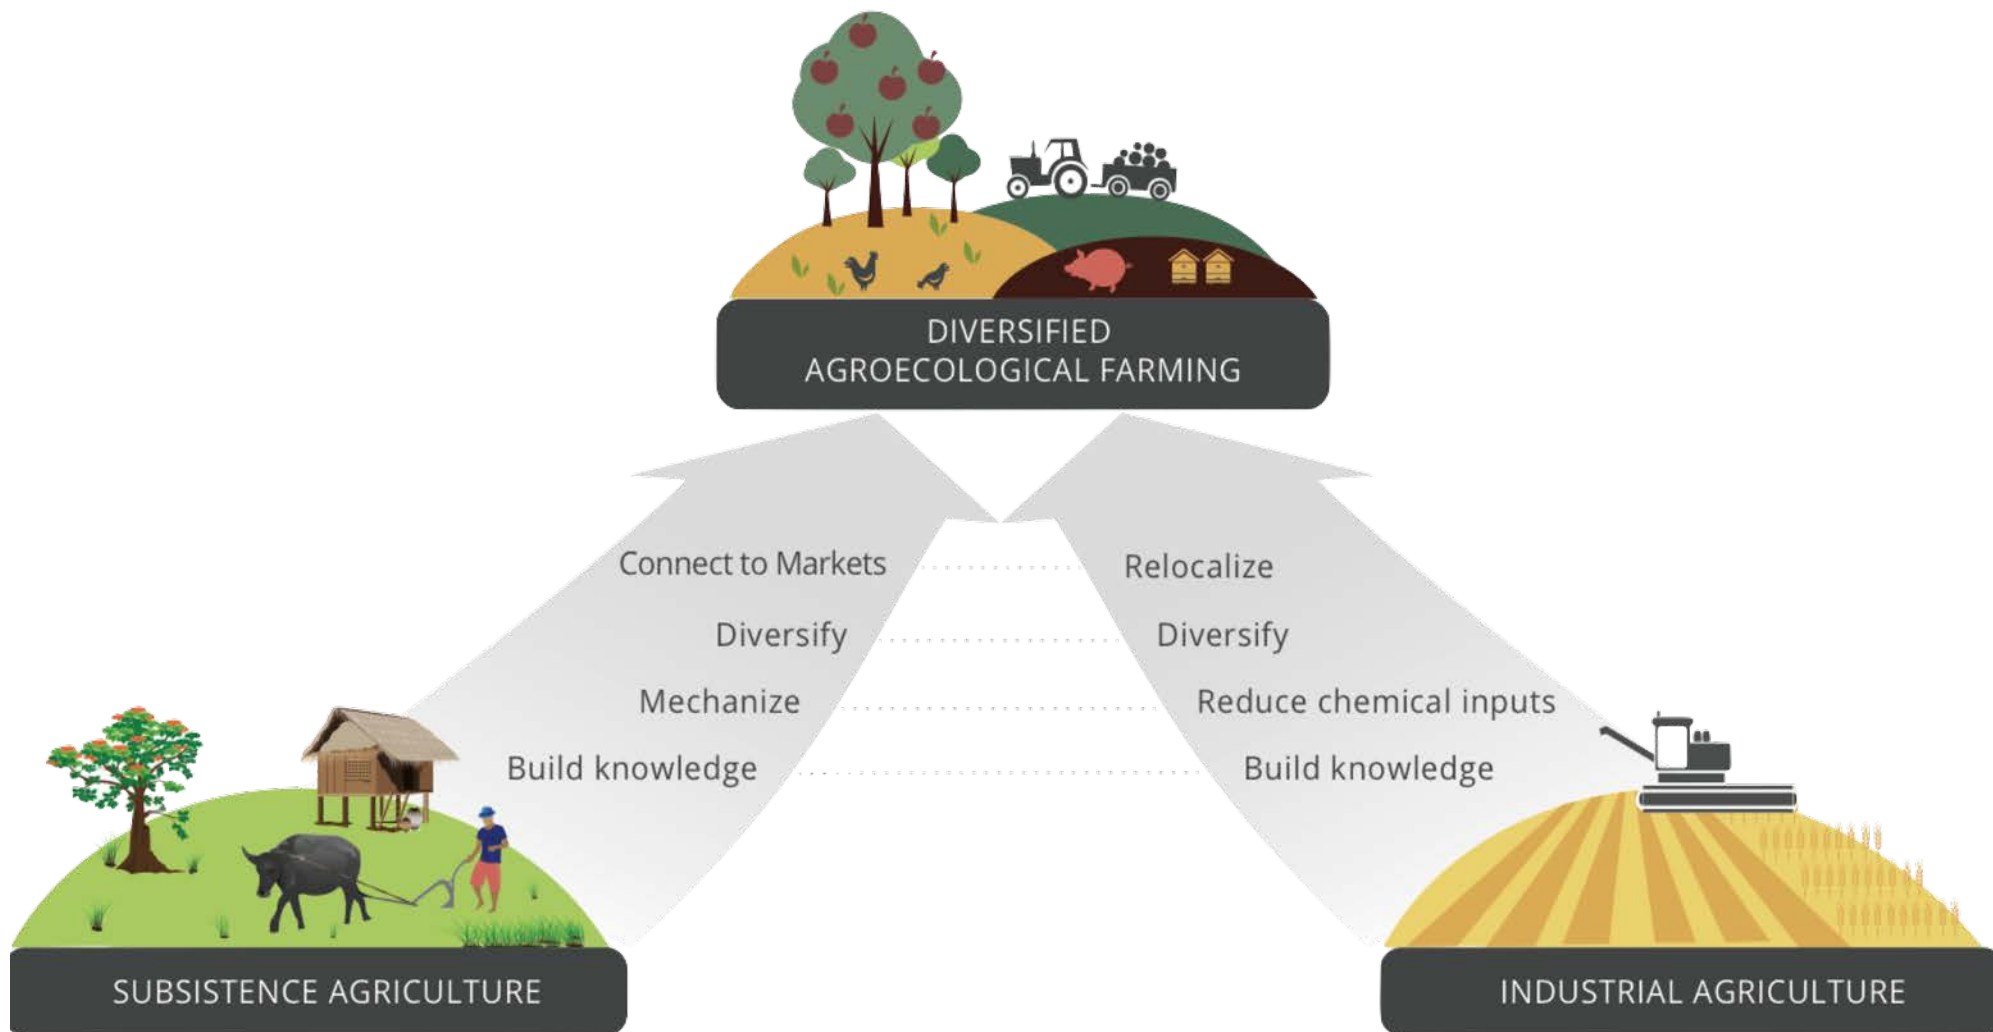 DIVERSIFIED
AGROECOLOGICAL FARMING
Connect to Markets
Relocalize
Diversify
Diversify
Mechanize
Reduce chemical inputs
Build knowledge
Build knowledge
SUBSISTENCE AGRICULTURE
INDUSTRIAL AGRICULTURE